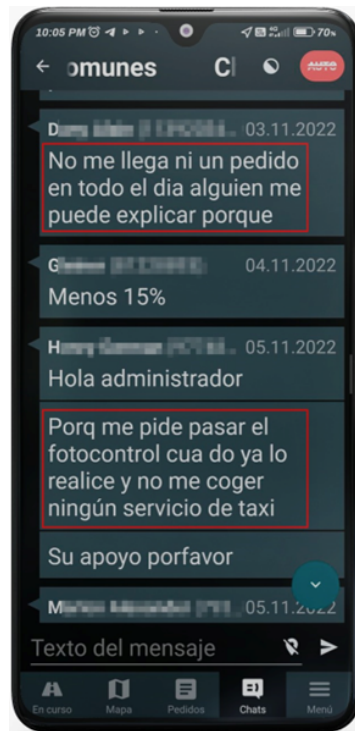 10:05 PM 70%
omunes C AUTO
03.11.2022
No me llega ni un pedido
en todo el dia alguien me
puede explicar porque
04.11.2022
Menos 15%
05.11.2022
Hola administrador
Porq me pide pasar el
fotocontrol cua do ya lo
realice y no me coger
ningún servicio de taxi
Su apoyo porfavor
05.11.2022
Texto del mensaje
En curso Mapa Pedidos Chats Menú